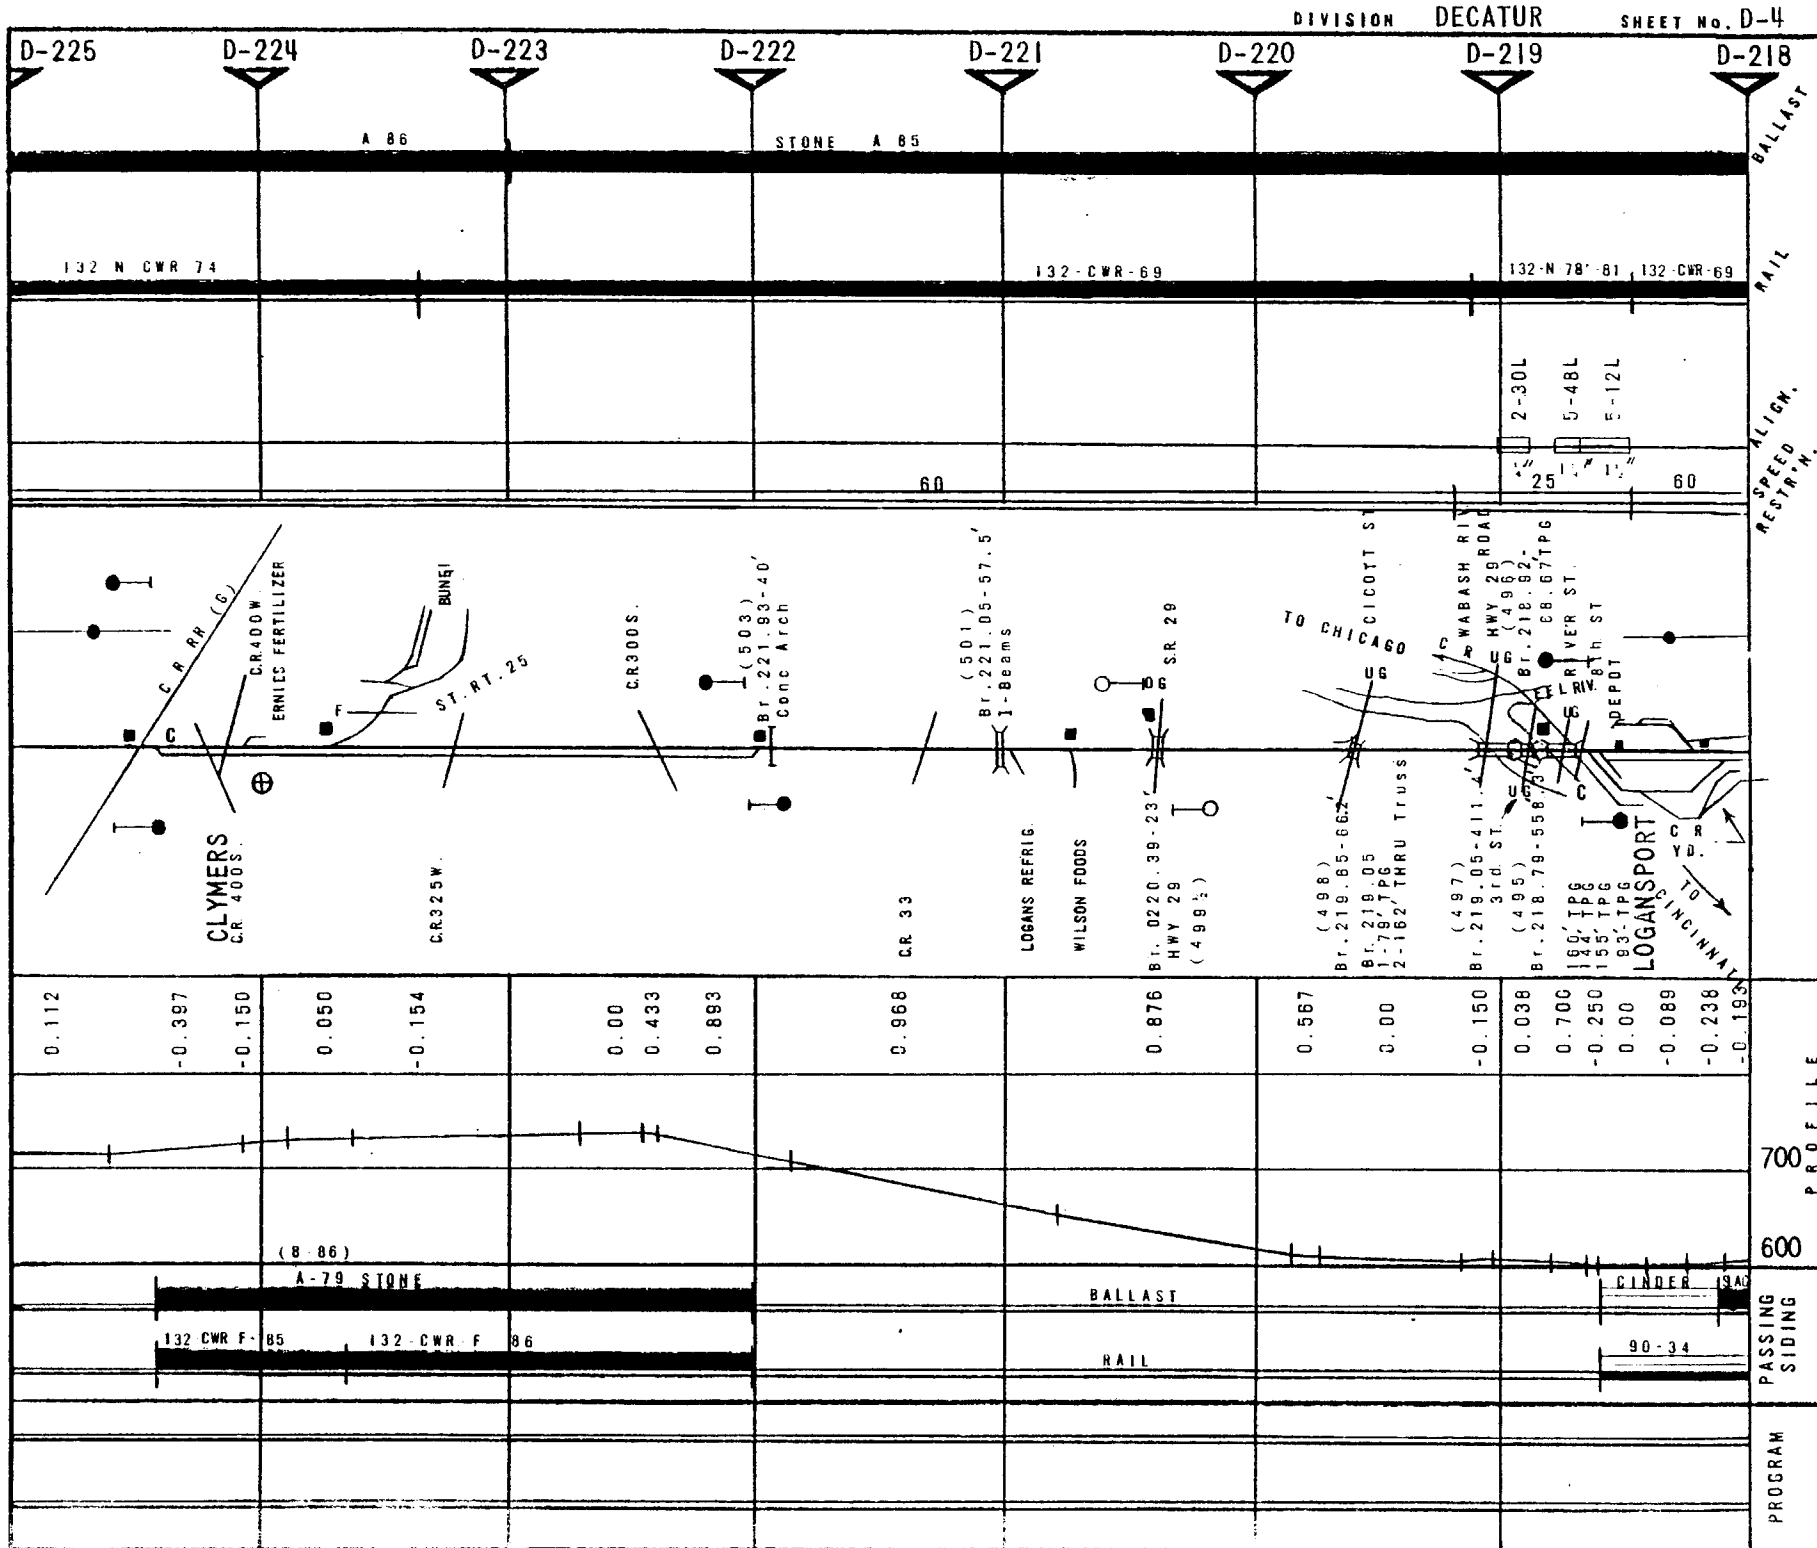 DIVISION DECATUR SHEET No. D-4
D-225 D-224 D-223 D-222 D-221 D-220 D-219 D-218
BALLAST
A 86
STONE A 85
RAIL
132 N CWR 74
132-CWR-69
132-N 78'-81
132-CWR-69
ALIGN.
2-30L
5-48L
5-12L
SPEED RESTR'N.
60
25
60
C R RR (G)
C
C.R.400W.
ERNIES FERTILIZER
F
BUNGI
ST. RT. 25
C.R.300S.
(503)
Br.221.93-40'
Conc Arch
(501)
Br.221.05-57.5'
I-Beams
OG
S.R. 29
TO CHICAGO
C R
UG
CICOTT ST
WABASH RIV
UG
HWY 29 ROAD
(496)
Br.218.92-
68.67'TPG
EEL RIV.
UG
RIVER ST.
8Th ST
DEPOT
CLYMERS
C.R. 400S.
C.R.325W.
C.R. 33
LOGANS REFRIG.
WILSON FOODS
Br. 0220.39-23'
HWY 29
(499½)
(498)
Br.219.65-66.2'
Br. 219.05
1-79' TPG
2-162' THRU Truss
(497)
Br.219.05-411.4'
3rd. ST.
UG
(495)
Br.218.79-558.3'
C
160' TPG
144' TPG
155' TPG
93' TPG
LOGANSPORT
C R
YD.
TO CINCINNATI
0.112
-0.397
-0.150
0.050
-0.154
0.00
0.433
0.893
0.968
0.876
0.567
0.00
-0.150
0.038
0.700
-0.250
0.00
-0.089
-0.238
-0.193
PROFILE
700
600
(8-86)
A-79 STONE
BALLAST
CINDER
132 CWR F-85
132-CWR F 86
RAIL
90-34
PASSING SIDING
PROGRAM